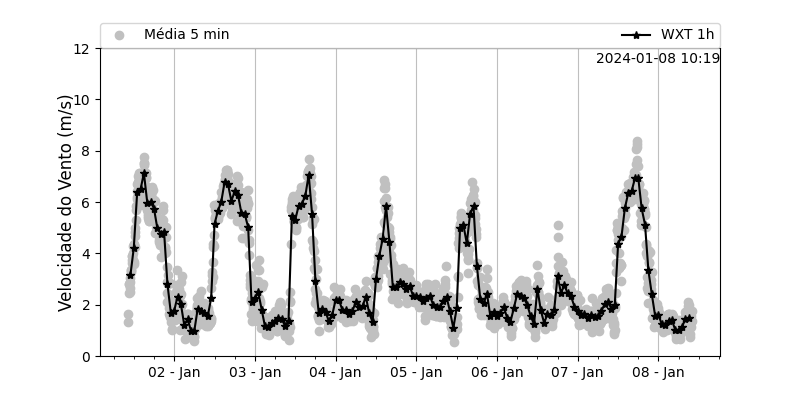 Média 5 min
WXT 1h
2024-01-08 10:19
Velocidade do Vento (m/s)
12
10
8
6
4
2
0
02 - Jan
03 - Jan
04 - Jan
05 - Jan
06 - Jan
07 - Jan
08 - Jan